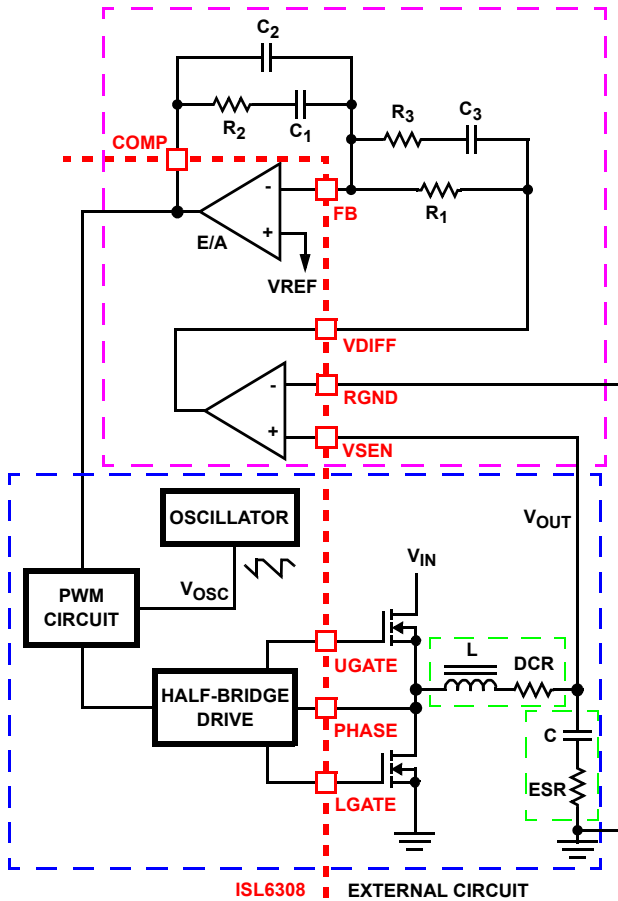 C2
R2
C1
R3
C3
R1
COMP
-
+
E/A
FB
VREF
VDIFF
-
+
RGND
VSEN
OSCILLATOR
VOUT
PWM
CIRCUIT
VOSC
VIN
UGATE
L
DCR
HALF-BRIDGE
DRIVE
PHASE
C
ESR
LGATE
ISL6308
EXTERNAL CIRCUIT